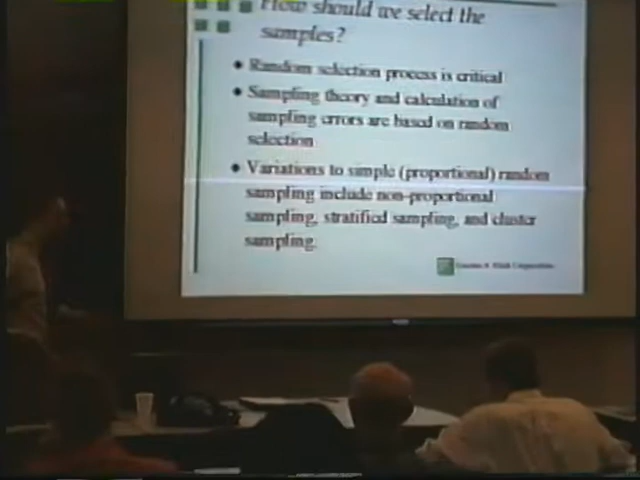 How should we select the
samples?
Random selection process is critical
Sampling theory and calculation of
sampling errors are based on random
selection
Variations to simple (proportional) random
sampling include non-proportional
sampling, stratified sampling, and cluster
sampling.
Corporation